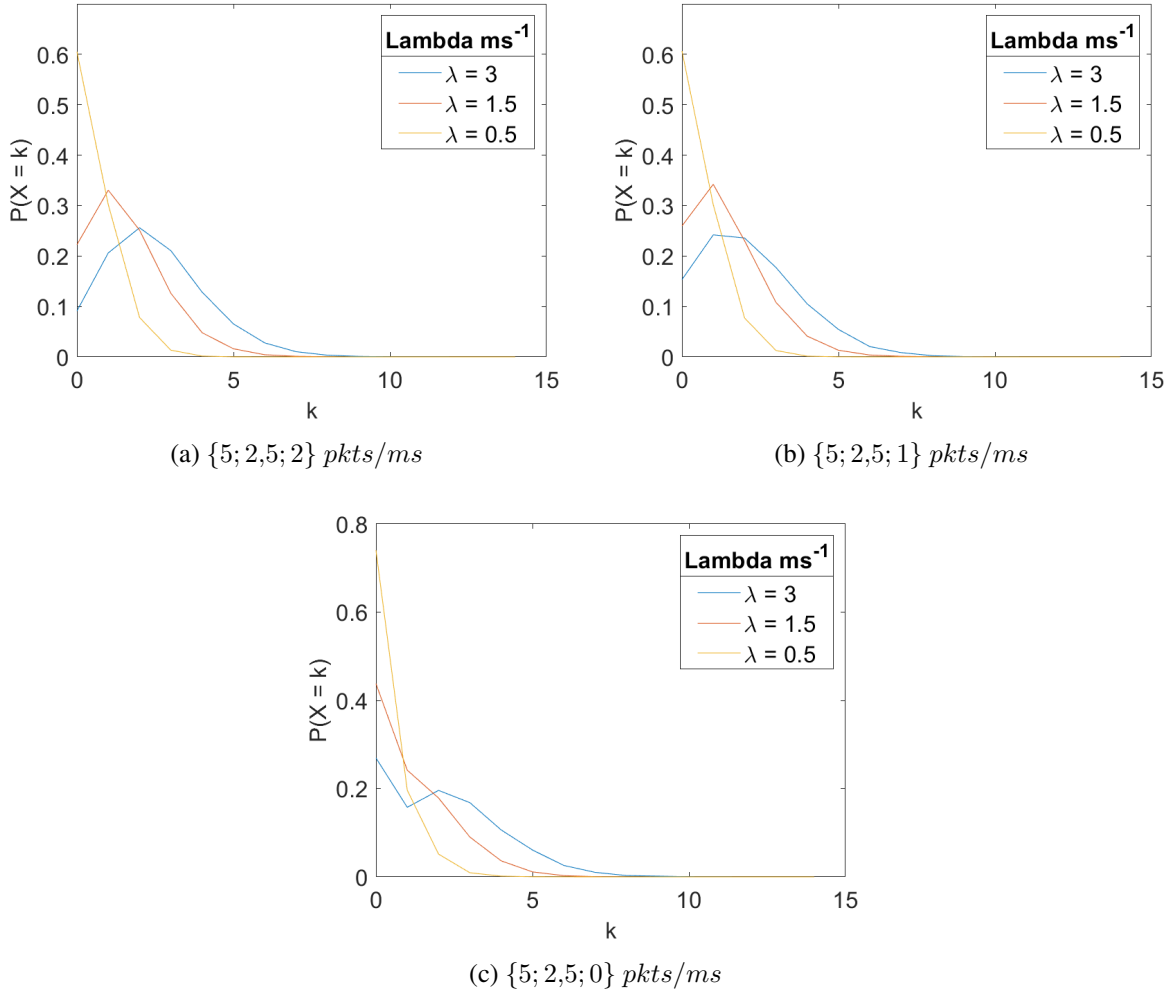 Lambda ms⁻¹
λ = 3
λ = 1.5
λ = 0.5
P(X = k)
0.6
0.5
0.4
0.3
0.2
0.1
0
0 5 10 15
k
(a) {5; 2,5; 2} pkts/ms
Lambda ms⁻¹
λ = 3
λ = 1.5
λ = 0.5
P(X = k)
0.6
0.5
0.4
0.3
0.2
0.1
0
0 5 10 15
k
(b) {5; 2,5; 1} pkts/ms
Lambda ms⁻¹
λ = 3
λ = 1.5
λ = 0.5
P(X = k)
0.8
0.6
0.4
0.2
0
0 5 10 15
k
(c) {5; 2,5; 0} pkts/ms